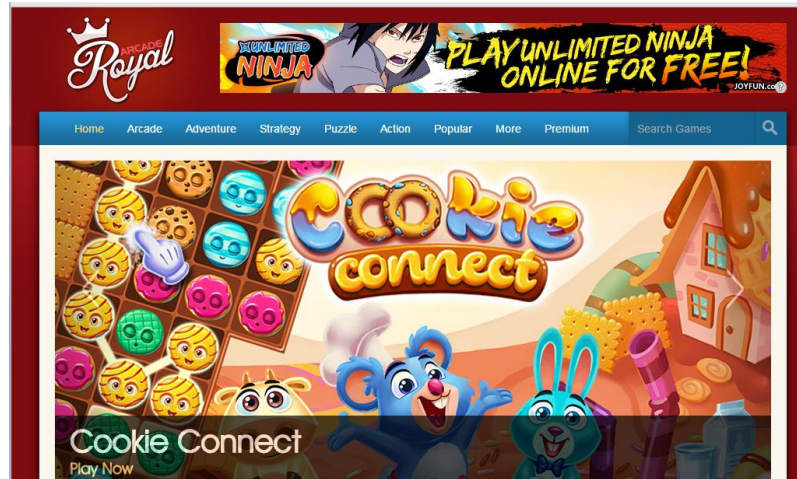 ARCADE
Royal
UNLIMITED
NINJA
PLAY UNLIMITED NINJA
ONLINE FOR FREE!
JOYFUN.co
Home Arcade Adventure Strategy Puzzle Action Popular More Premium Search Games
Cookie
connect
Cookie Connect
Play Now